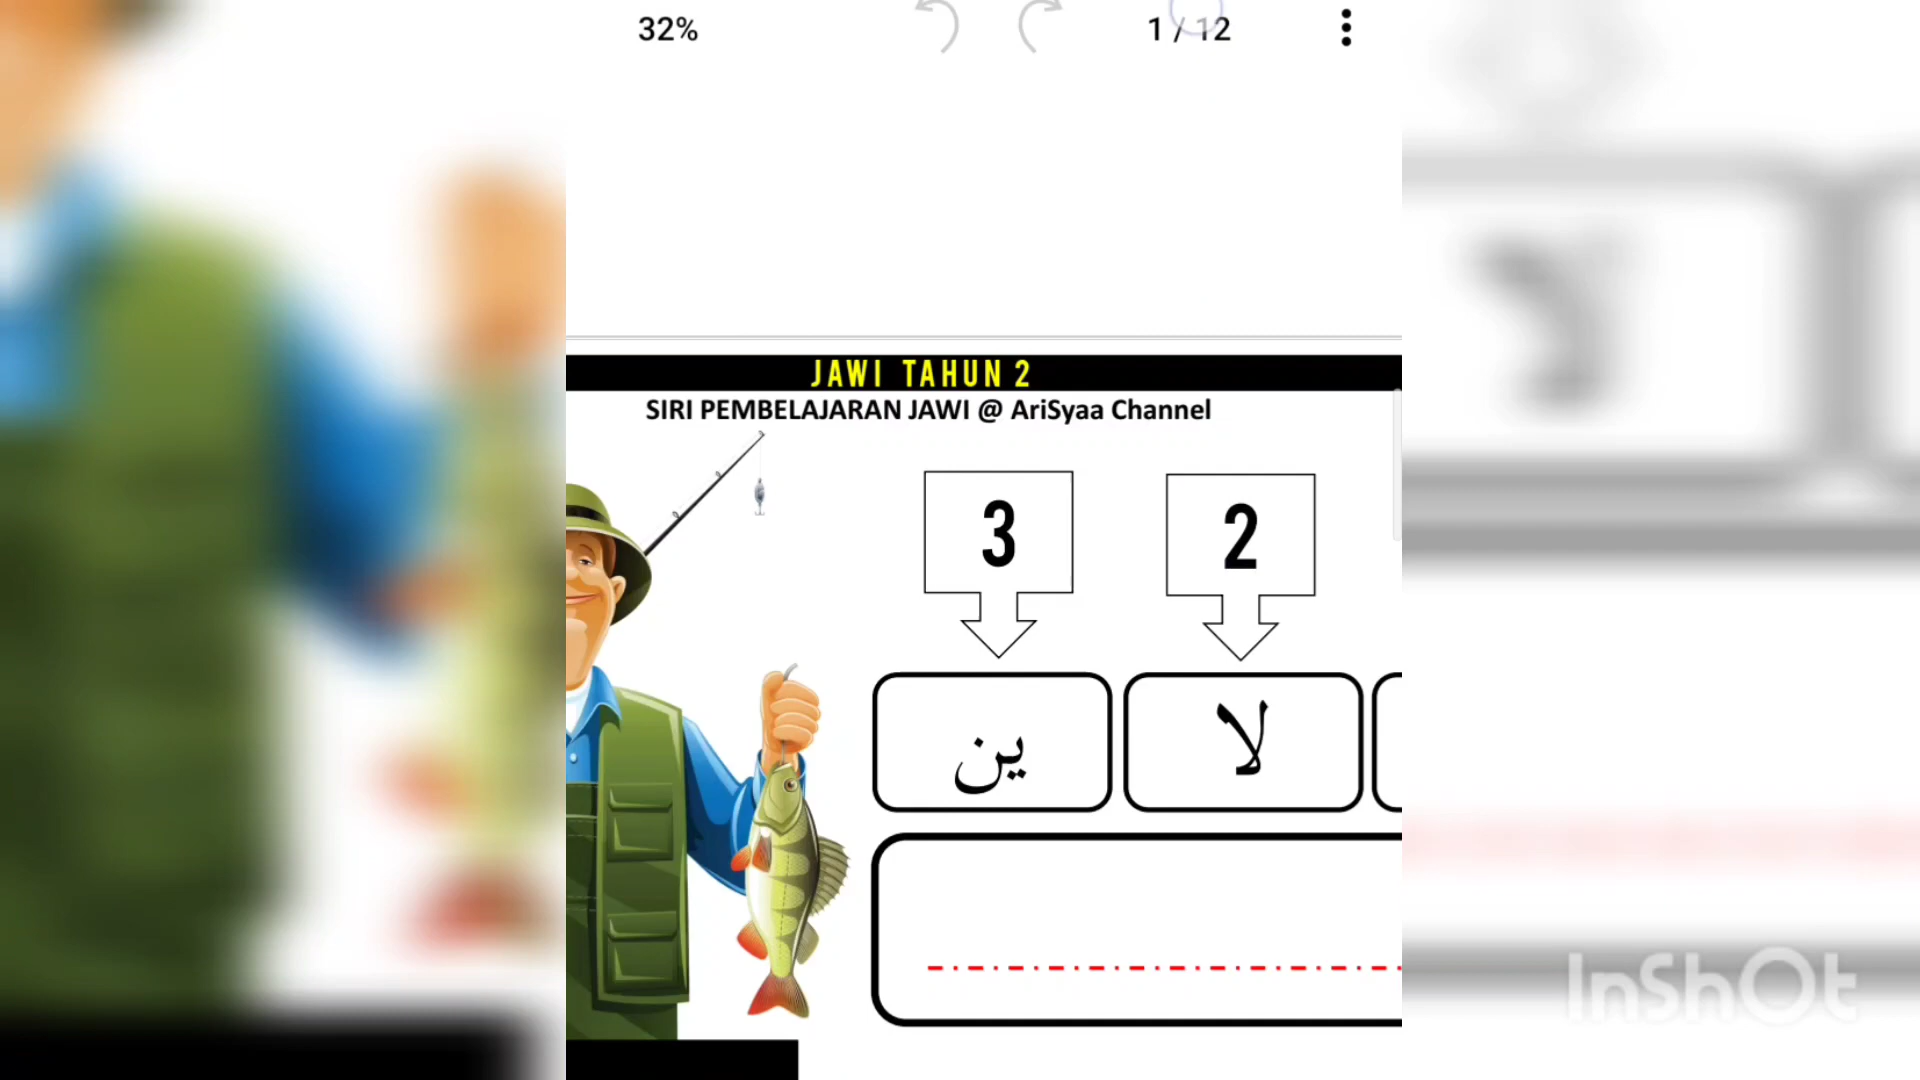 32%
1 / 12
JAWI TAHUN 2
SIRI PEMBELAJARAN JAWI @ AriSyaa Channel
3
2
لا
ين
InShOt